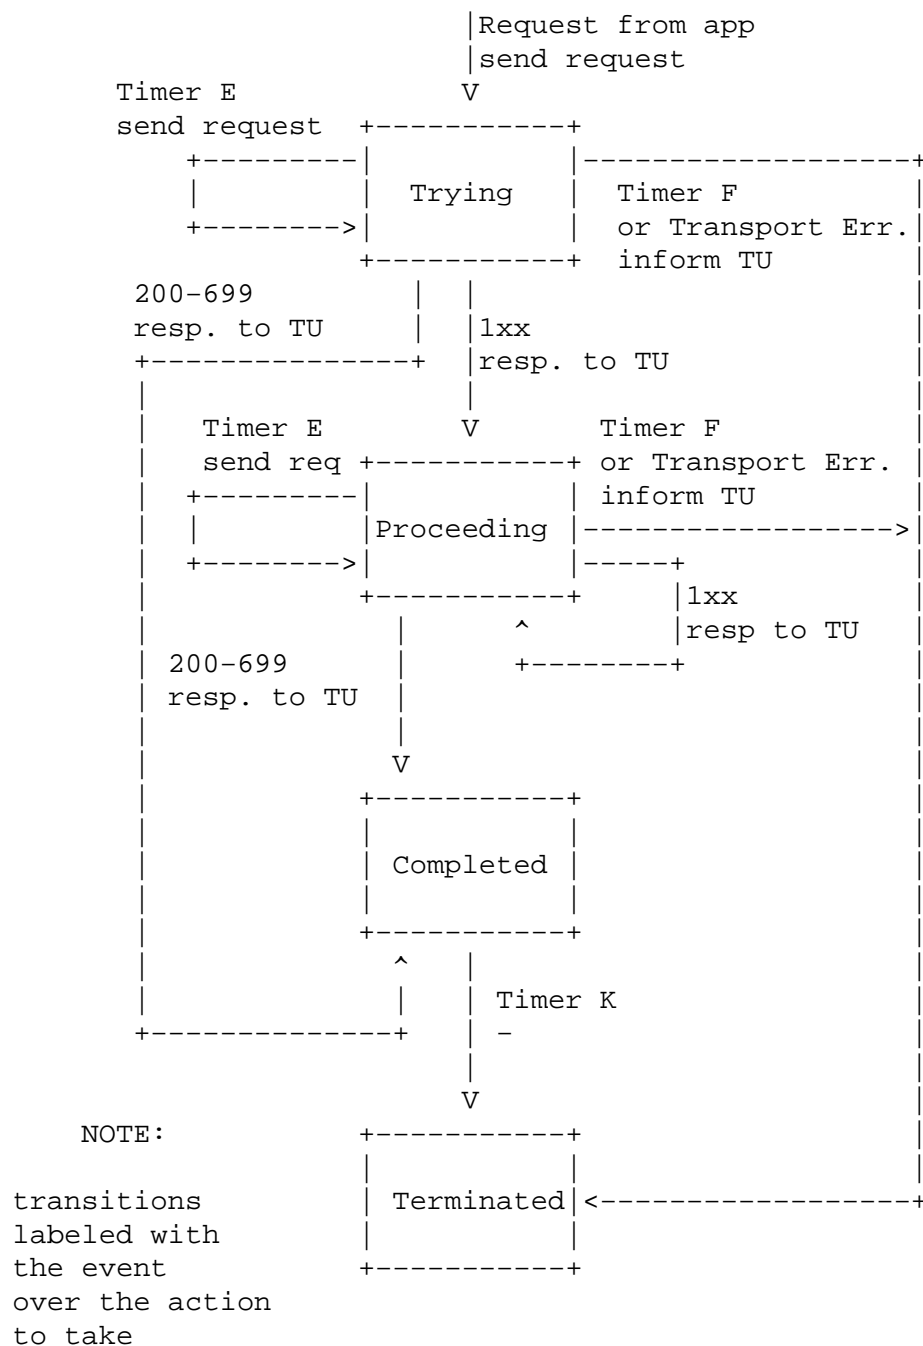 Request from app
send request
Timer E
send request
Trying
Timer F
or Transport Err.
inform TU
200-699
resp. to TU
1xx
resp. to TU
Timer E
send req
Timer F
or Transport Err.
inform TU
Proceeding
1xx
resp to TU
200-699
resp. to TU
Completed
Timer K
-
NOTE:
transitions
labeled with
the event
over the action
to take
Terminated